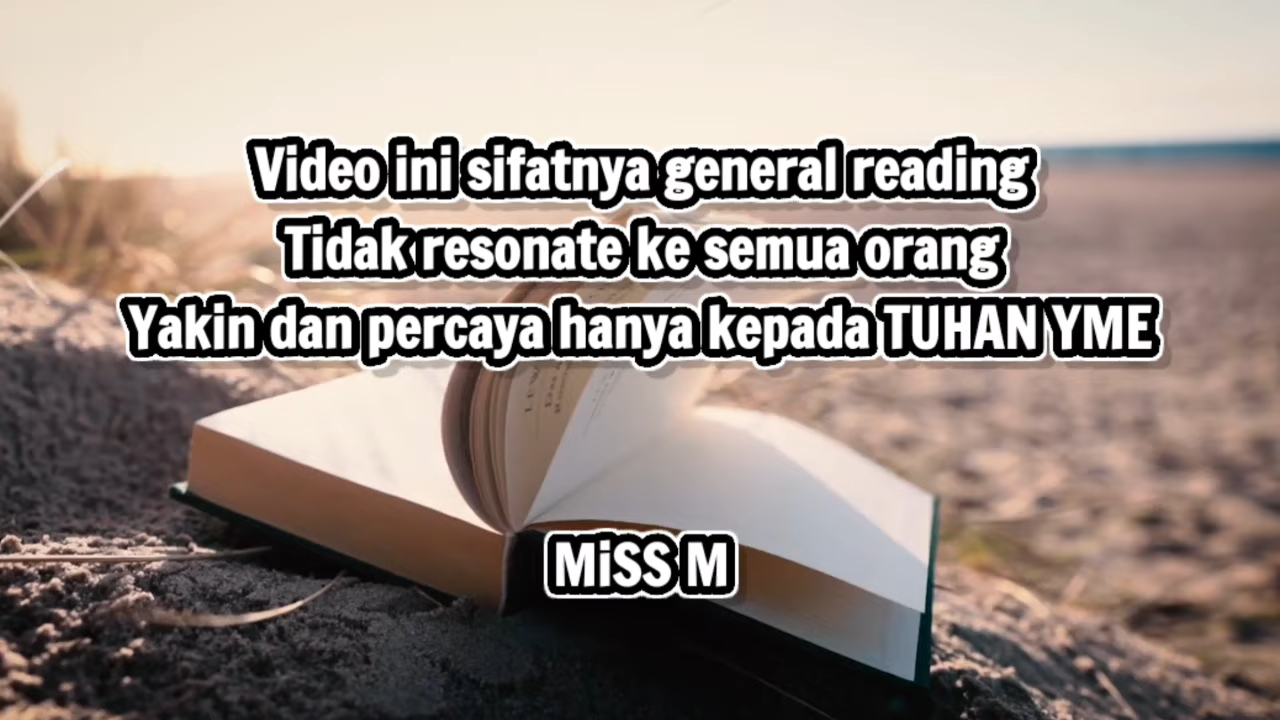 Video ini sifatnya general reading
Tidak resonate ke semua orang
Yakin dan percaya hanya kepada TUHAN YME
MiSS M